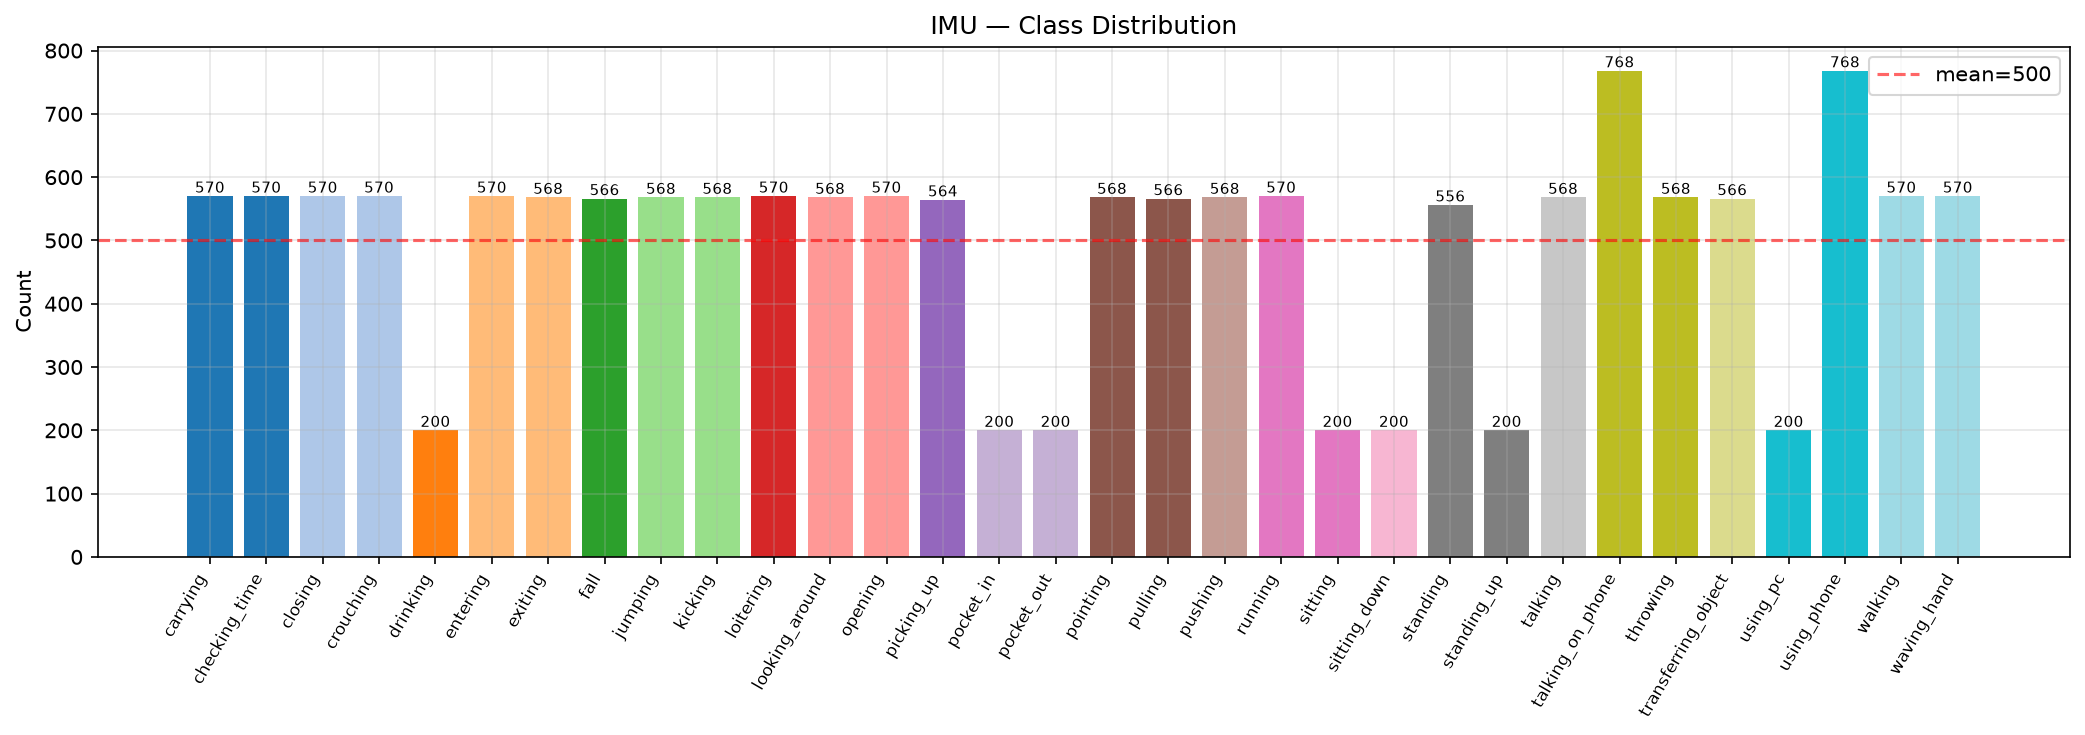 IMU — Class Distribution
800
700
600
500
400
300
200
100
0
Count
mean=500
570
570
570
570
200
570
568
566
568
568
570
568
570
564
200
200
568
566
568
570
200
200
556
200
568
768
568
566
200
768
570
570
carrying
checking_time
closing
crouching
drinking
entering
exiting
fall
jumping
kicking
loitering
looking_around
opening
picking_up
pocket_in
pocket_out
pointing
pulling
pushing
running
sitting
sitting_down
standing
standing_up
talking
talking_on_phone
throwing
transferring_object
using_pc
using_phone
walking
waving_hand